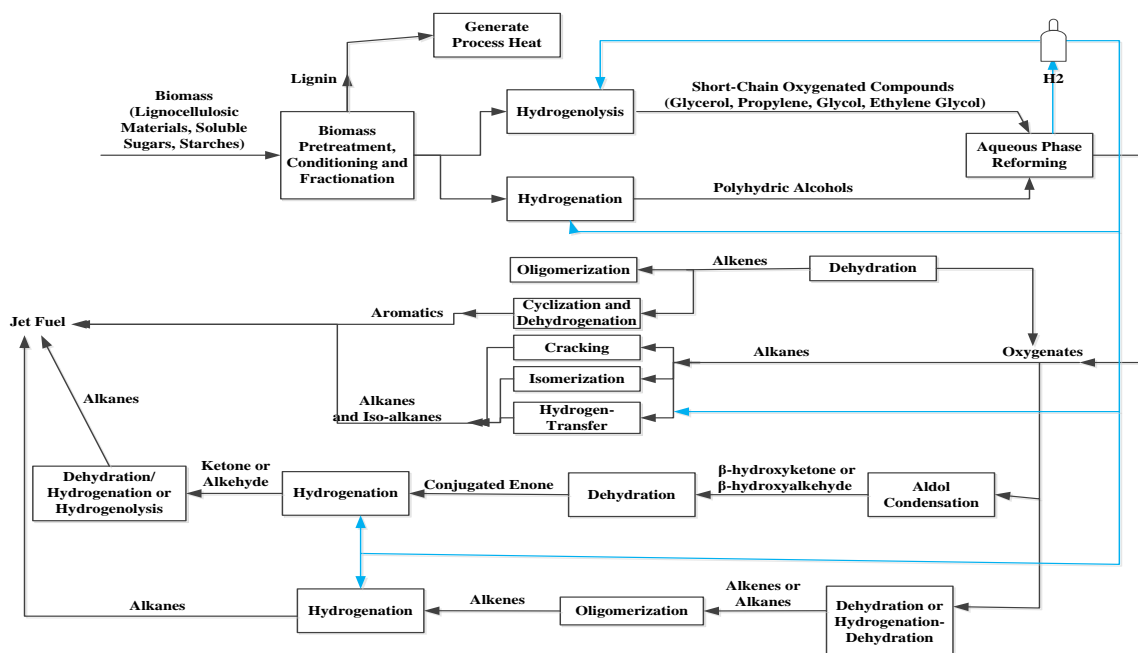 Generate
Process Heat
Lignin
H2
Biomass
(Lignocellulosic
Materials, Soluble
Sugars, Starches)
Biomass
Pretreatment,
Conditioning and
Fractionation
Hydrogenolysis
Short-Chain Oxygenated Compounds
(Glycerol, Propylene, Glycol, Ethylene Glycol)
Aqueous Phase
Reforming
Hydrogenation
Polyhydric Alcohols
Oligomerization
Alkenes
Dehydration
Cyclization and
Dehydrogenation
Aromatics
Jet Fuel
Cracking
Alkanes
Oxygenates
Isomerization
Alkanes
and Iso-alkanes
Hydrogen-
Transfer
Alkanes
Dehydration/
Hydrogenation or
Hydrogenolysis
Ketone or
Alkehyde
Hydrogenation
Conjugated Enone
Dehydration
β-hydroxyketone or
β-hydroxyalkehyde
Aldol
Condensation
Alkanes
Hydrogenation
Alkenes
Oligomerization
Alkenes or
Alkanes
Dehydration or
Hydrogenation-
Dehydration